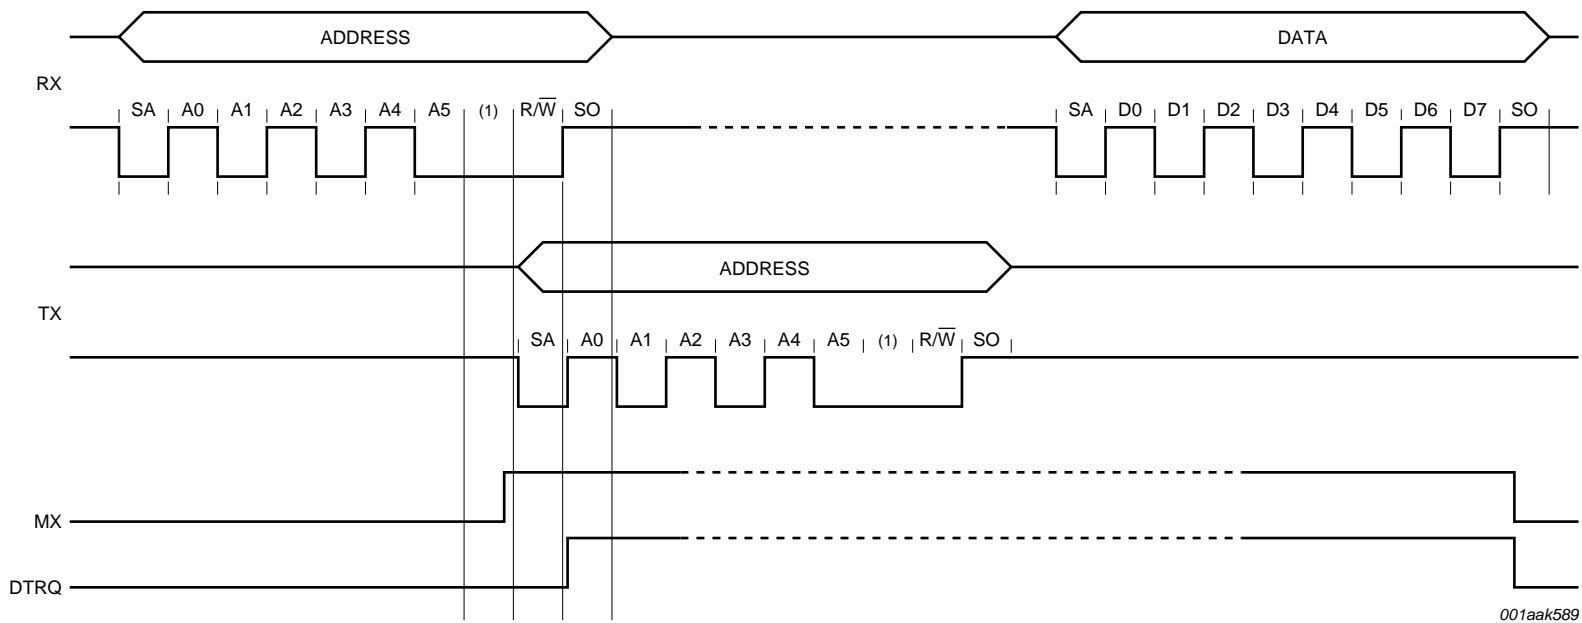 ADDRESS DATA
RX
SA A0 A1 A2 A3 A4 A5 (1) R/W̅ SO SA D0 D1 D2 D3 D4 D5 D6 D7 SO
ADDRESS
TX
SA A0 A1 A2 A3 A4 A5 (1) R/W̅ SO
MX
DTRQ
001aak589